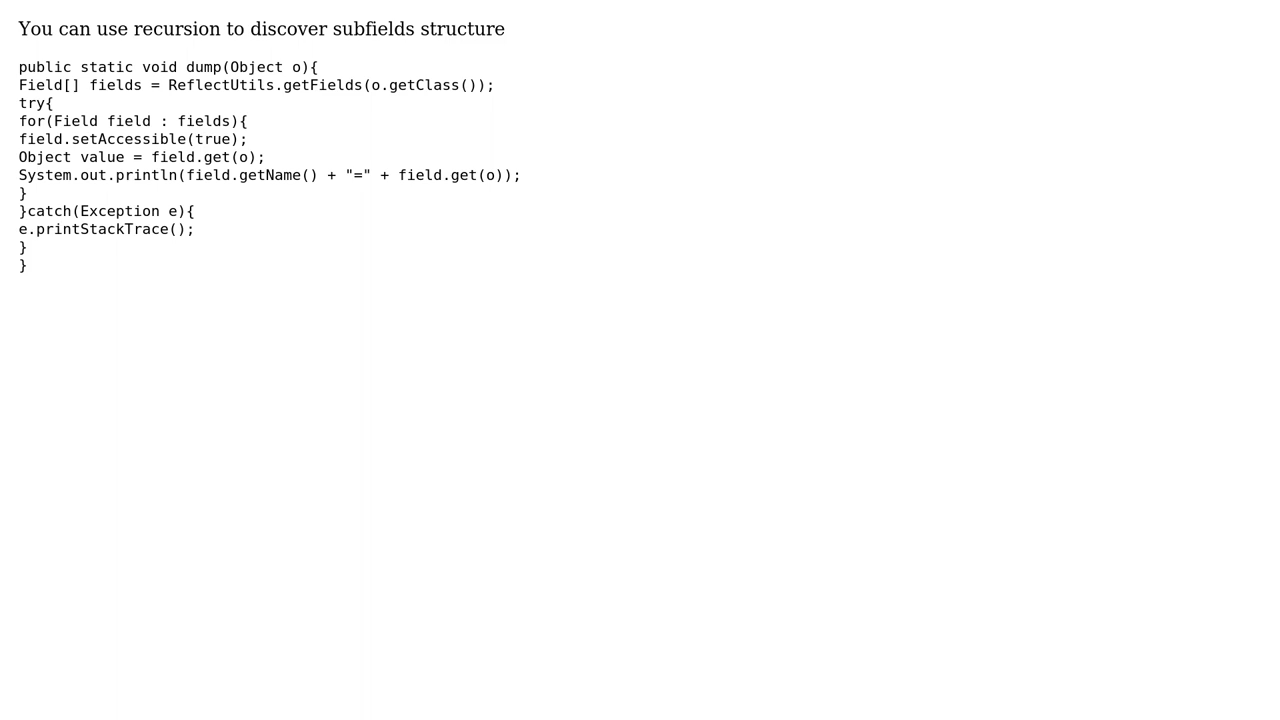 You can use recursion to discover subfields structure
public static void dump(Object o){
Field[] fields = ReflectUtils.getFields(o.getClass());
try{
for(Field field : fields){
field.setAccessible(true);
Object value = field.get(o);
System.out.println(field.getName() + "=" + field.get(o));
}
}catch(Exception e){
e.printStackTrace();
}
}